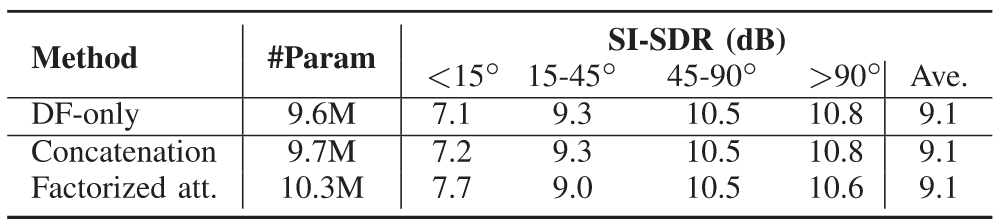 Method #Param SI-SDR (dB)
<15° 15-45° 45-90° >90° Ave.
DF-only 9.6M 7.1 9.3 10.5 10.8 9.1
Concatenation 9.7M 7.2 9.3 10.5 10.8 9.1
Factorized att. 10.3M 7.7 9.0 10.5 10.6 9.1